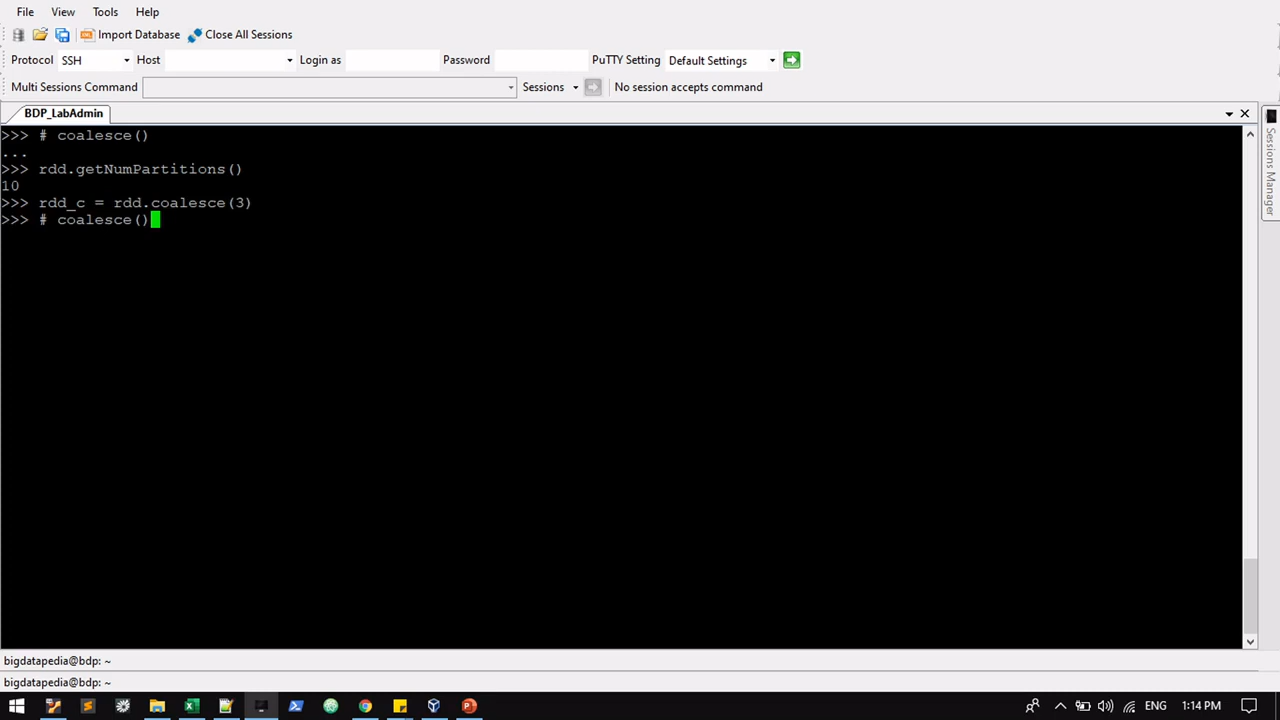 File View Tools Help
Import Database Close All Sessions
Protocol SSH Host Login as Password PuTTY Setting Default Settings
Multi Sessions Command Sessions No session accepts command
BDP_LabAdmin
>>> # coalesce()
...
>>> rdd.getNumPartitions()
10
>>> rdd_c = rdd.coalesce(3)
>>> # coalesce()
Sessions Manager
bigdatapedia@bdp: ~
bigdatapedia@bdp: ~
ENG 1:14 PM